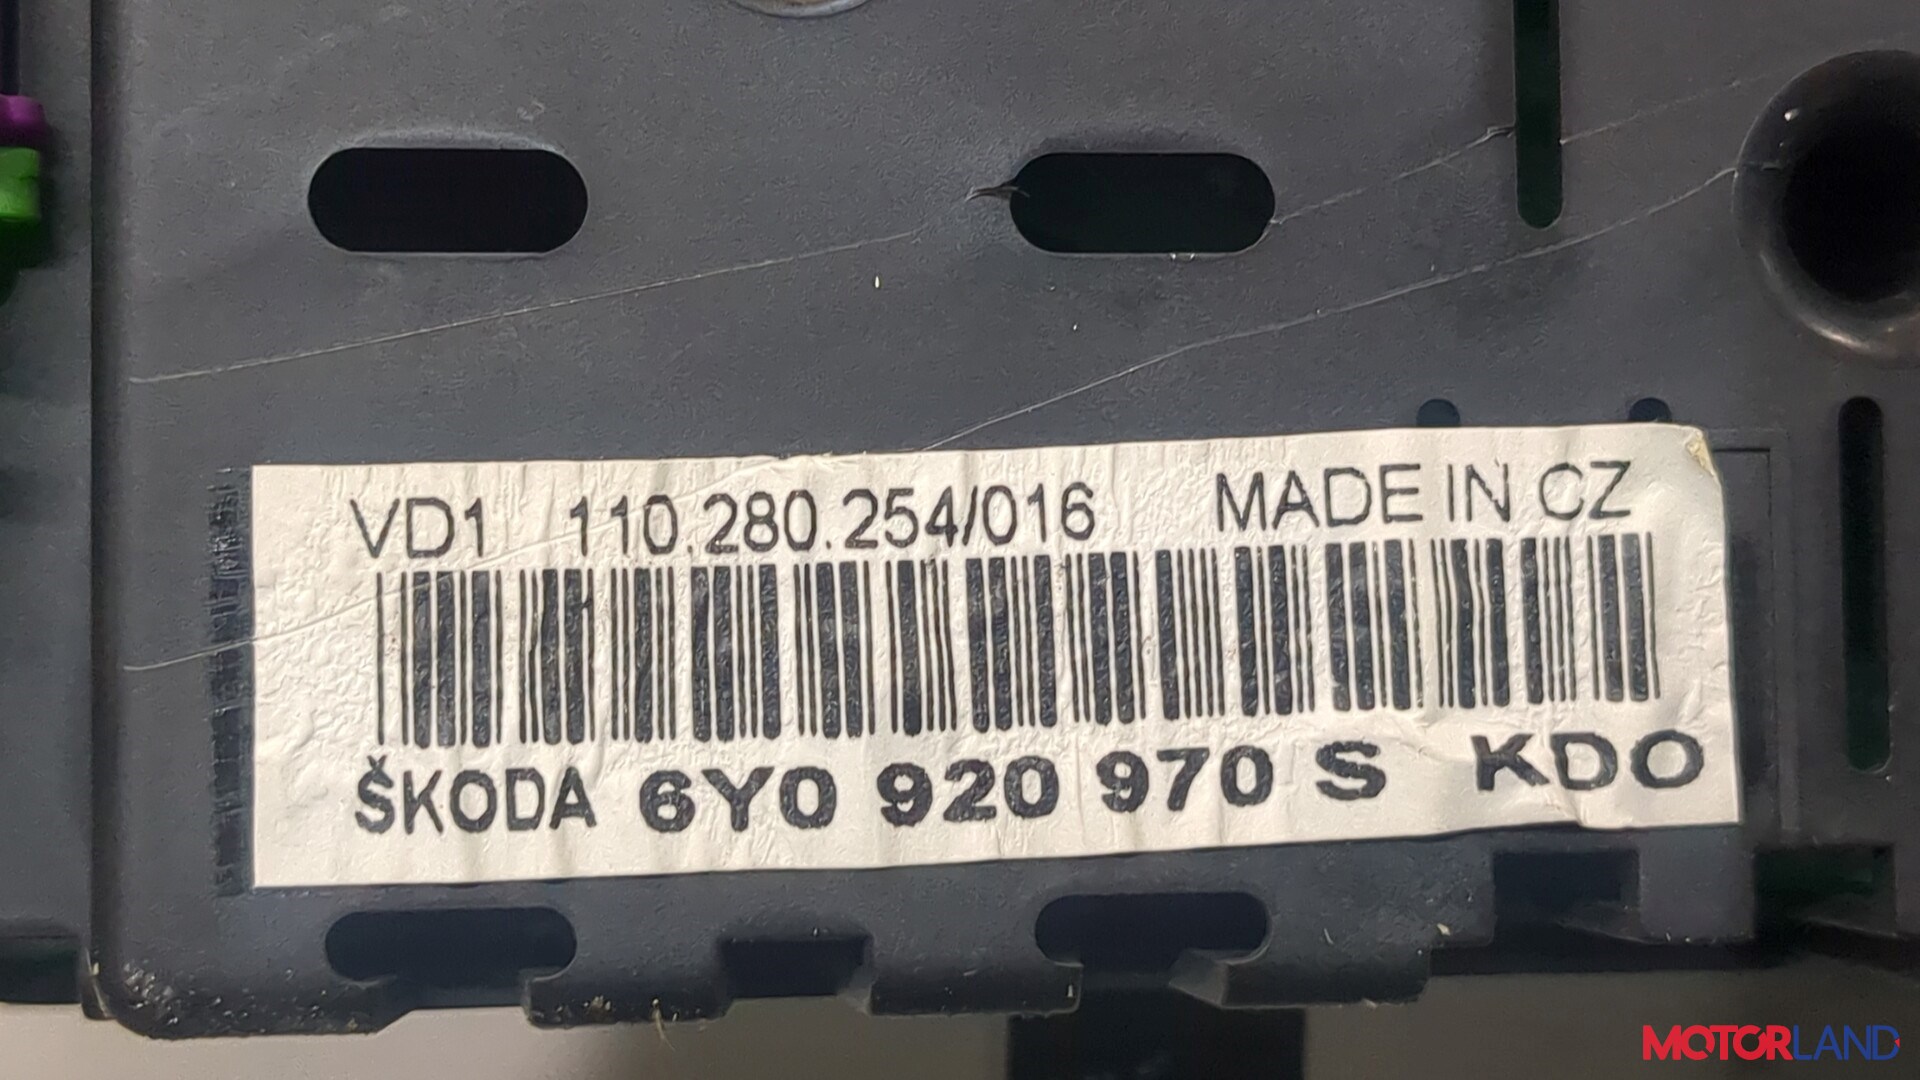 VD1 110.280.254/016 MADE IN CZ
ŠKODA 6Y0 920 970 S KDO
MOTORLAND